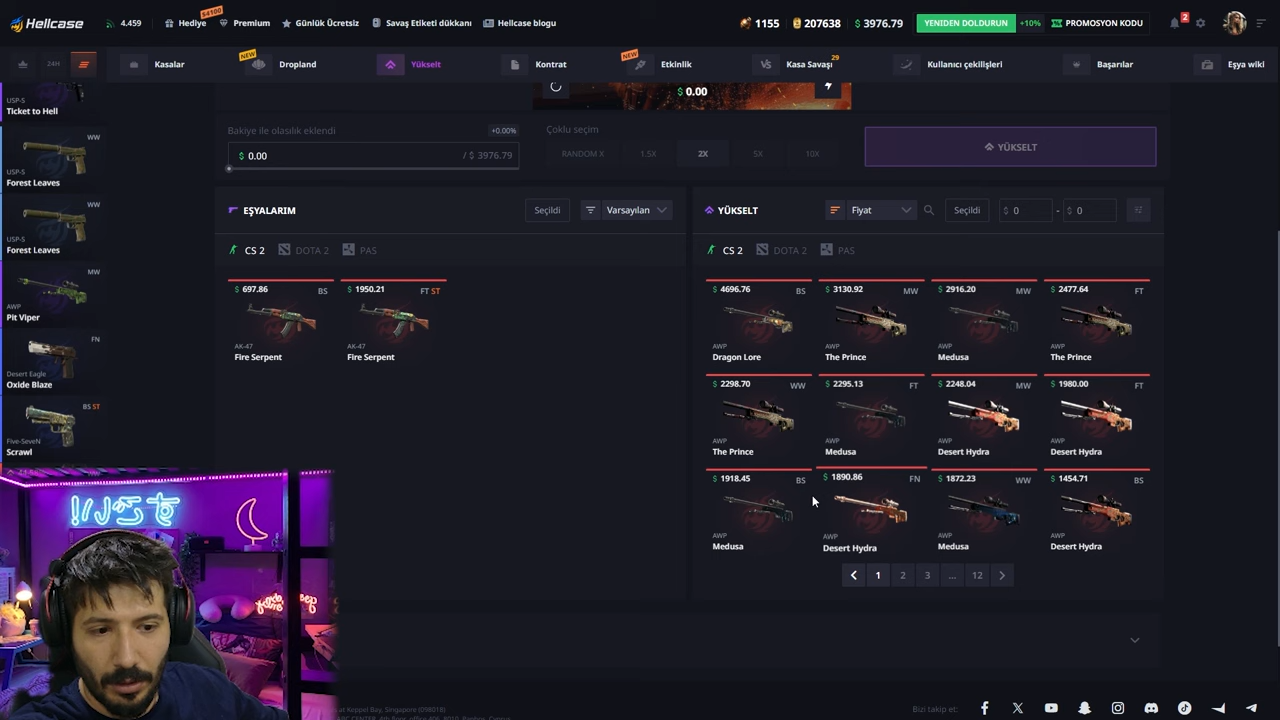 Hellcase
4.459
Hediye
$4100
Premium
Günlük Ücretsiz
Savaş Etiketi dükkanı
Hellcase blogu
1155
207638
$ 3976.79
YENIDEN DOLDURUN
+10%
PROMOSYON KODU
2
24H
Kasalar
NEW
Dropland
Yükselt
Kontrat
NEW
Etkinlik
Kasa Savaşı
29
Kullanıcı çekilişleri
Başarılar
Eşya wiki
USP-S
Ticket to Hell
WW
USP-S
Forest Leaves
WW
USP-S
Forest Leaves
MW
AWP
Pit Viper
FN
Desert Eagle
Oxide Blaze
BS ST
Five-SeveN
Scrawl
$ 0.00
Bakiye ile olasılık eklendi
+0.00%
$ 0.00
/ $ 3976.79
Çoklu seçim
RANDOM X
1.5X
2X
5X
10X
YÜKSELT
EŞYALARIM
Seçildi
Varsayılan
CS 2
DOTA 2
PAS
$ 697.86
BS
AK-47
Fire Serpent
$ 1950.21
FT ST
AK-47
Fire Serpent
YÜKSELT
Fiyat
Seçildi
$ 0
-
$ 0
CS 2
DOTA 2
PAS
$ 4696.76
BS
AWP
Dragon Lore
$ 3130.92
MW
AWP
The Prince
$ 2916.20
MW
AWP
Medusa
$ 2477.64
FT
AWP
The Prince
$ 2298.70
WW
AWP
The Prince
$ 2295.13
FT
AWP
Medusa
$ 2248.04
MW
AWP
Desert Hydra
$ 1980.00
FT
AWP
Desert Hydra
$ 1918.45
BS
AWP
Medusa
$ 1890.86
FN
AWP
Desert Hydra
$ 1872.23
WW
AWP
Medusa
$ 1454.71
BS
AWP
Desert Hydra
1
2
3
...
12
Bizi takip et: